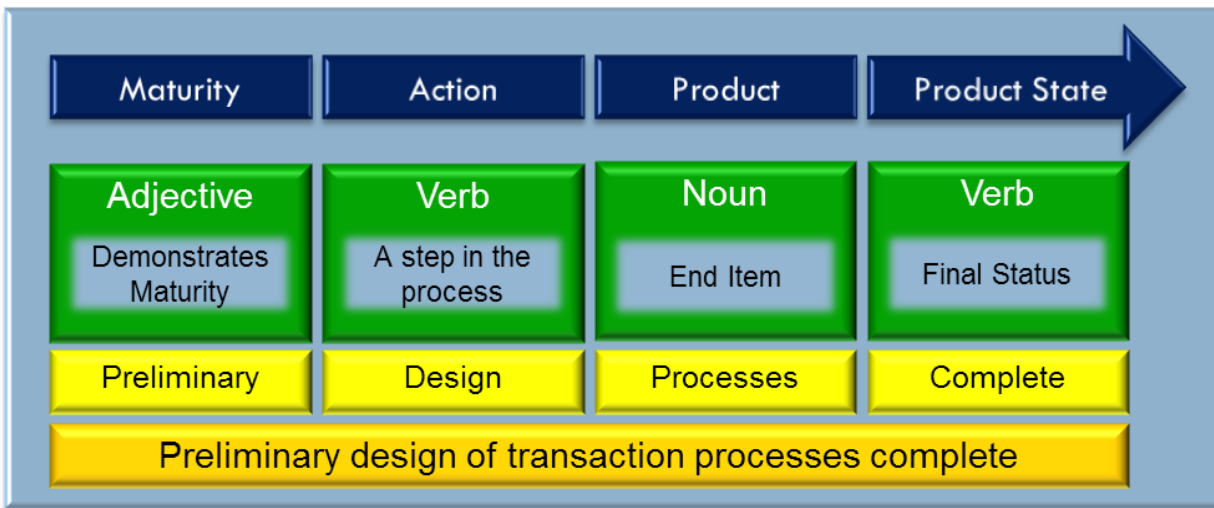 Maturity Action Product Product State
Adjective Verb Noun Verb
Demonstrates
Maturity
A step in the
process
End Item
Final Status
Preliminary Design Processes Complete
Preliminary design of transaction processes complete